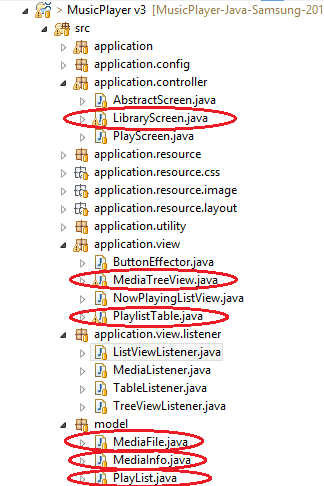 > MusicPlayer v3 [MusicPlayer-Java-Samsung-201
src
application
application.config
application.controller
AbstractScreen.java
LibraryScreen.java
PlayScreen.java
application.resource
application.resource.css
application.resource.image
application.resource.layout
application.utility
application.view
ButtonEffector.java
MediaTreeView.java
NowPlayingListView.java
PlaylistTable.java
application.view.listener
ListViewListener.java
MediaListener.java
TableListener.java
TreeViewListener.java
model
MediaFile.java
MediaInfo.java
PlayList.java